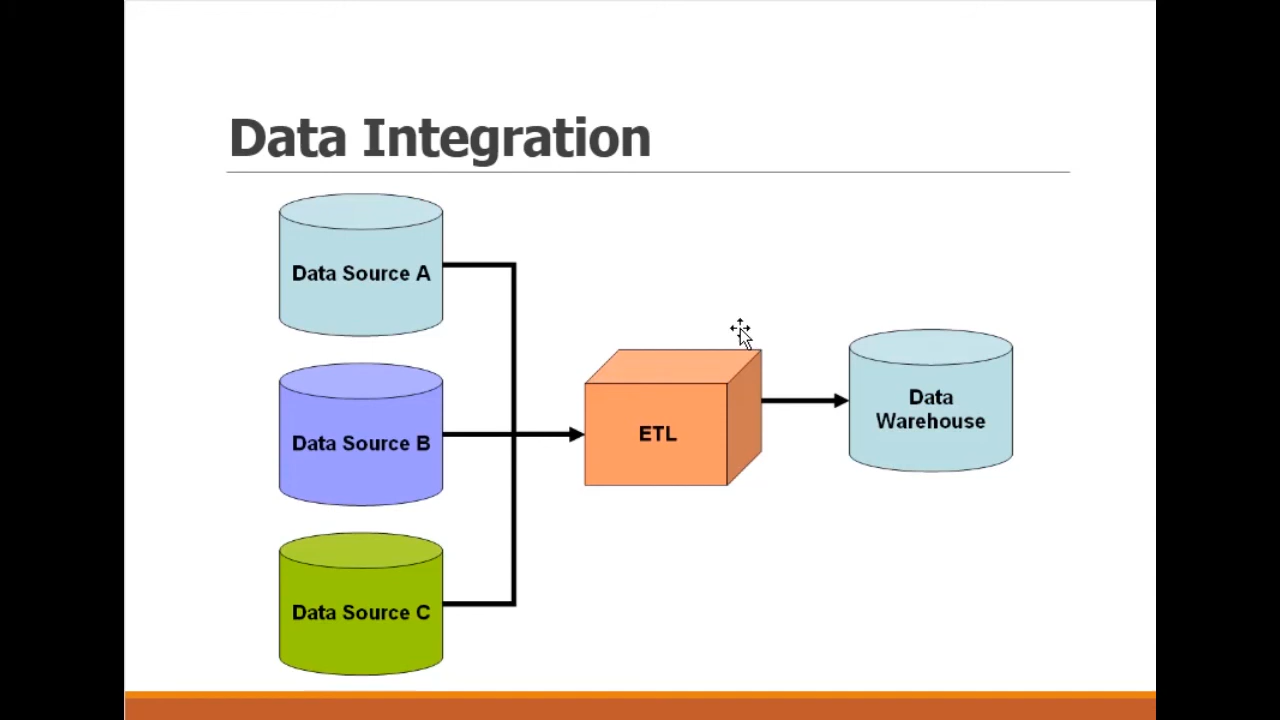 Data Integration
Data Source A
Data Source B
Data Source C
ETL
Data
Warehouse